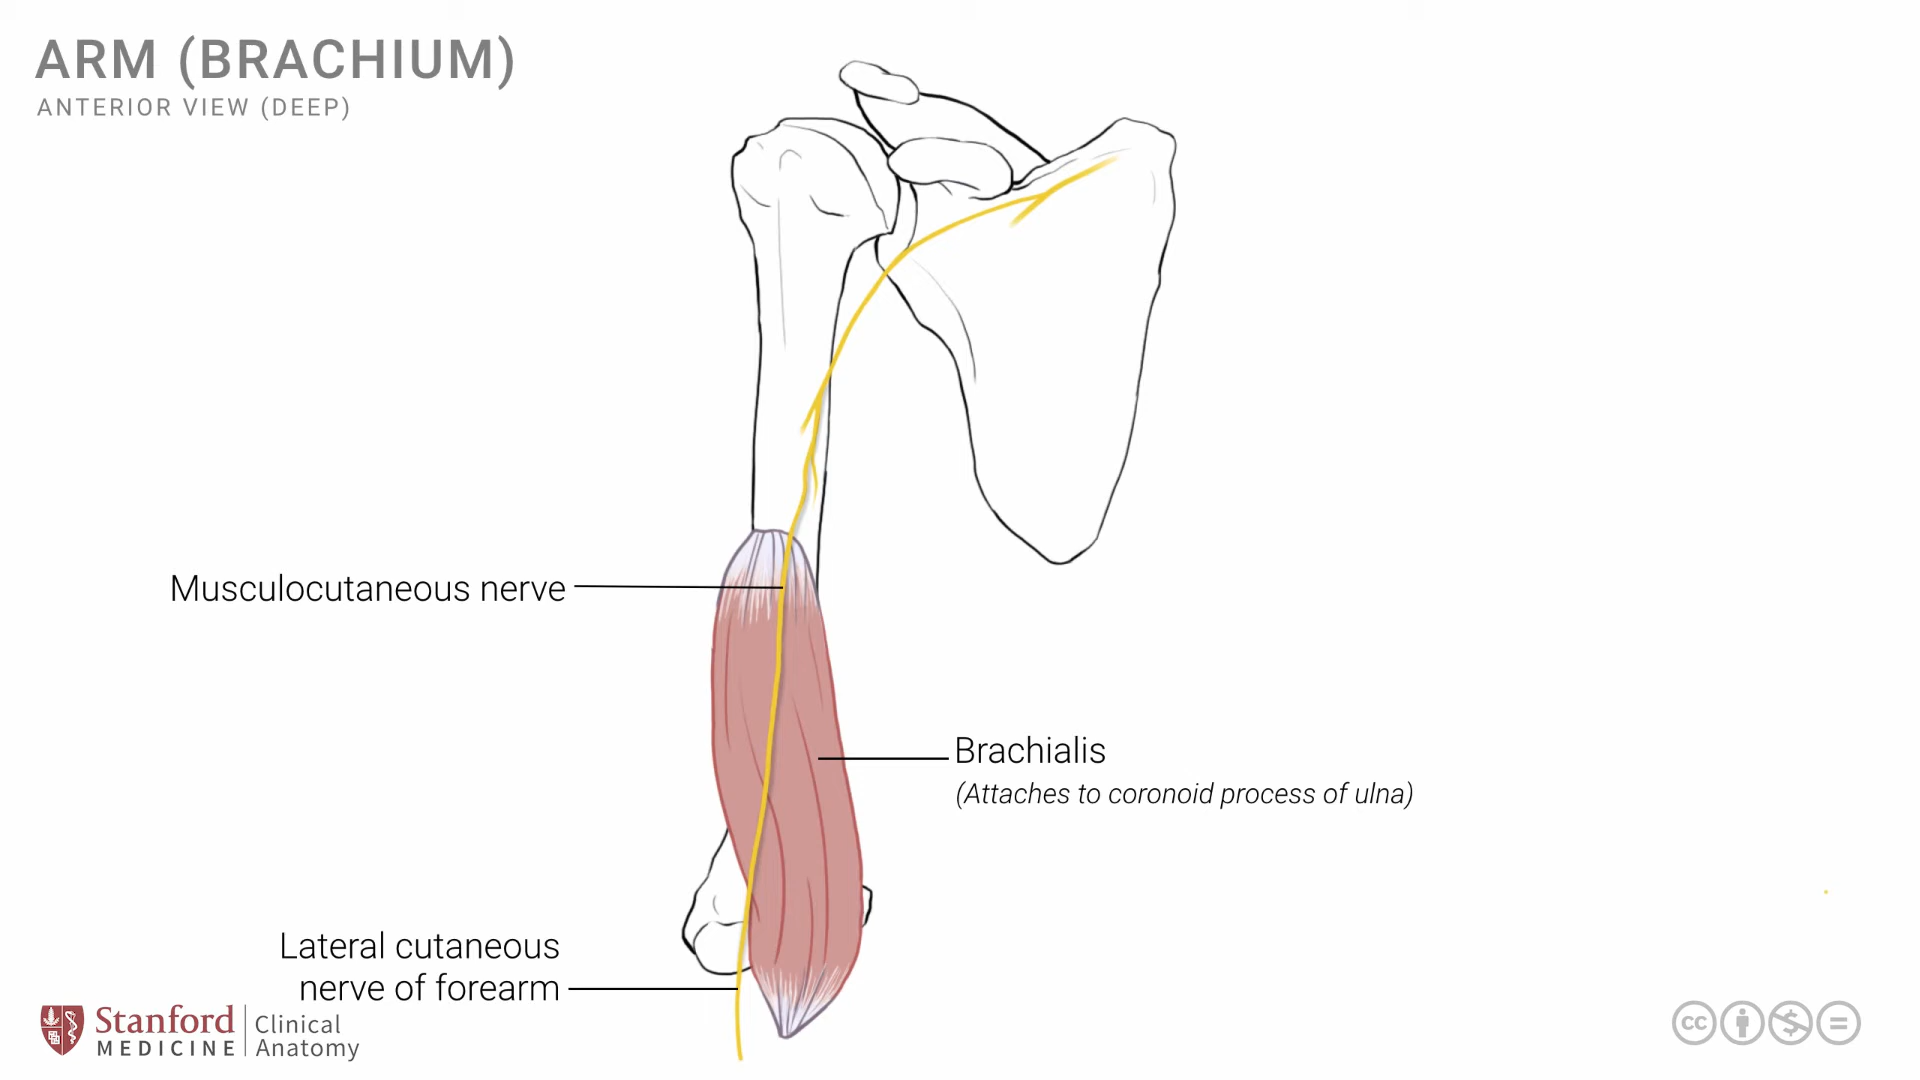 ARM (BRACHIUM)
ANTERIOR VIEW (DEEP)
Musculocutaneous nerve
Brachialis
(Attaches to coronoid process of ulna)
Lateral cutaneous
nerve of forearm
Stanford
MEDICINE
Clinical
Anatomy
cc